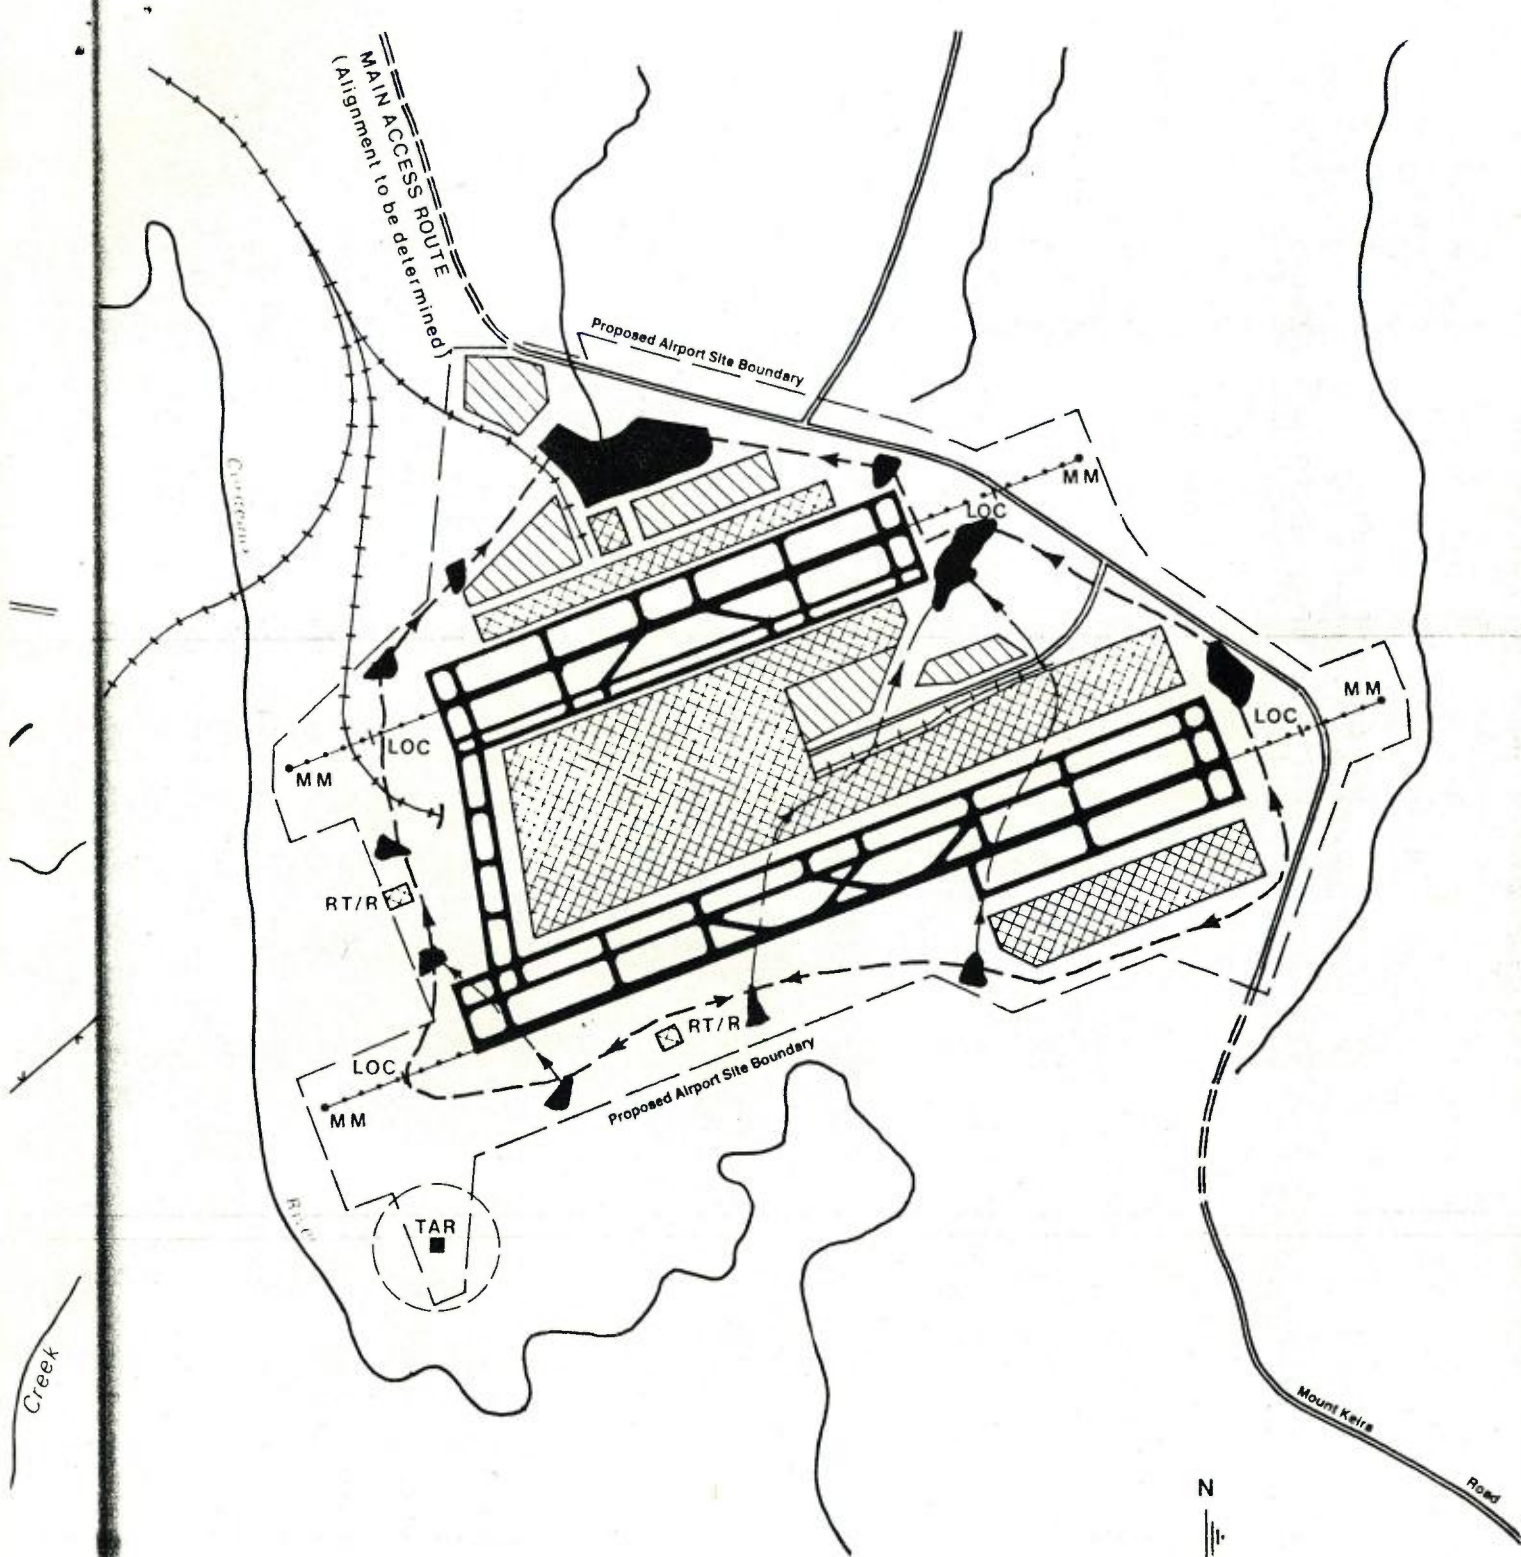 MAIN ACCESS ROUTE
(Alignment to be determined)
Proposed Airport Site Boundary
MM
LOC
MM
LOC
LOC
MM
RT/R
RT/R
Proposed Airport Site Boundary
LOC
MM
TAR
Creek
Mount Keira
Road
N